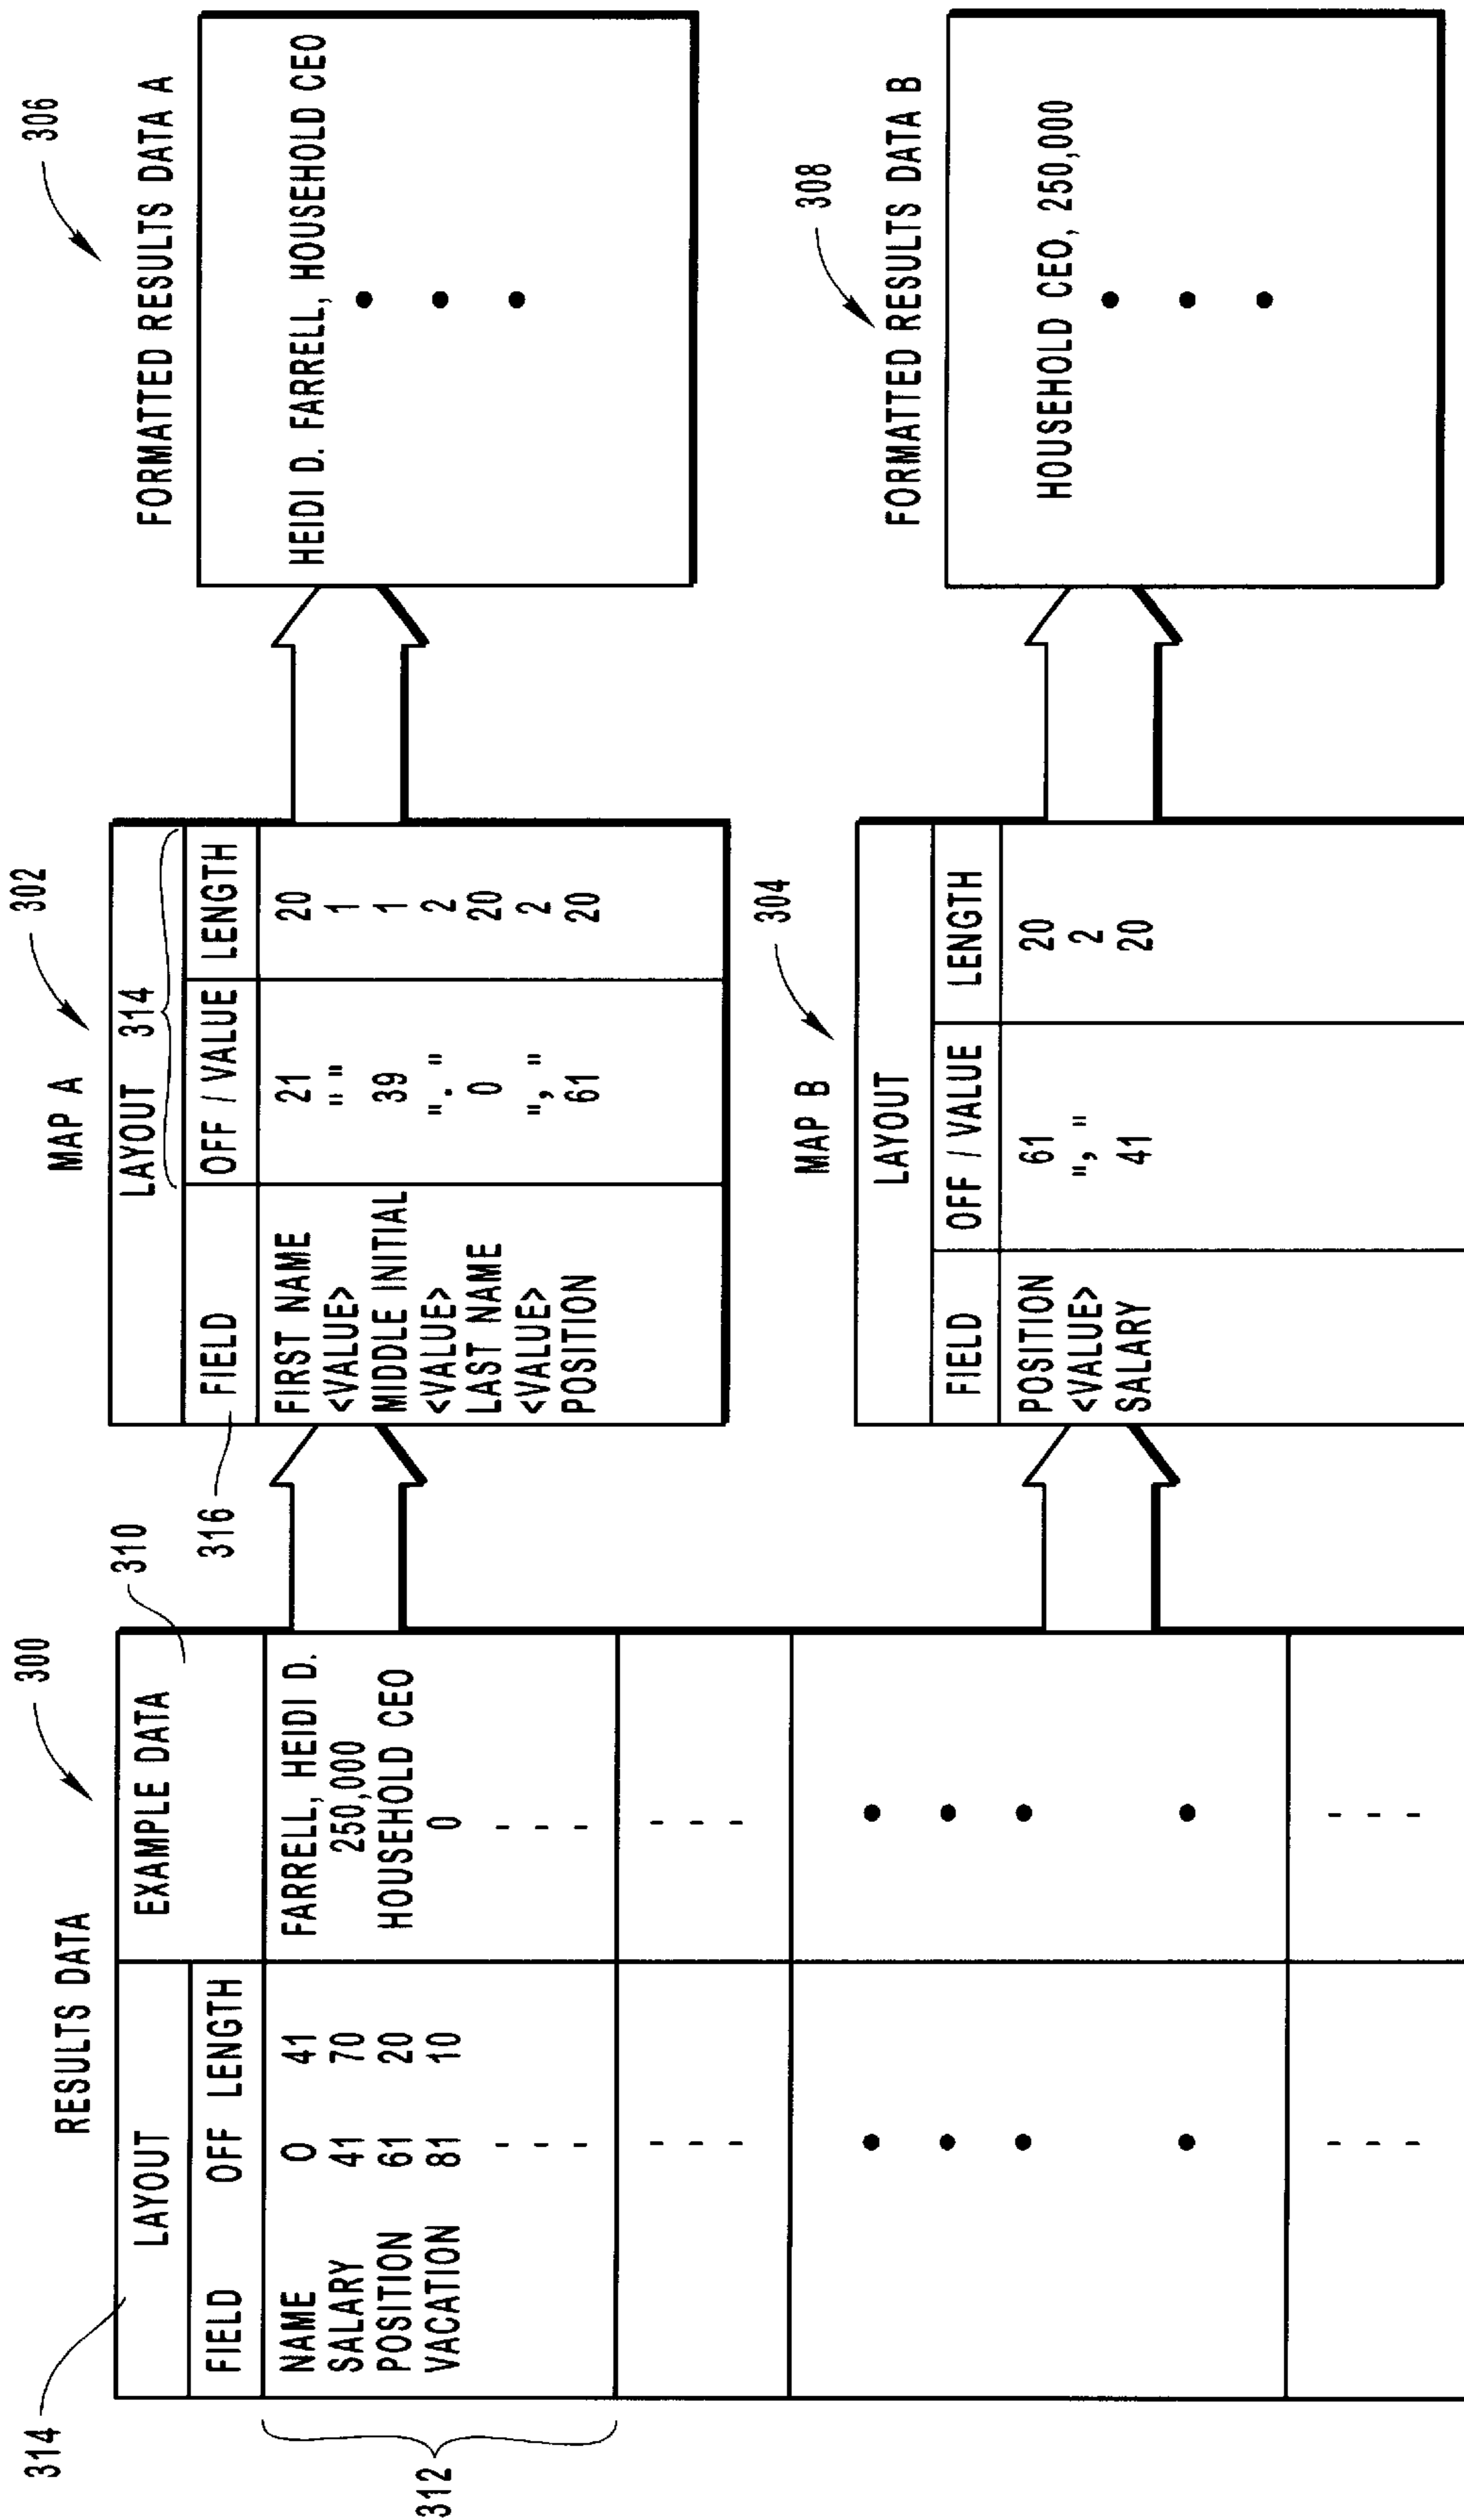 300
RESULTS DATA
314
LAYOUT EXAMPLE DATA
310
FIELD OFF LENGTH
NAME 0 41 FARRELL, HEIDI D.
SALARY 41 70 250,000
POSITION 61 20 HOUSEHOLD CEO
VACATION 81 10 0
312
302
MAP A
LAYOUT 314
316
FIELD OFF / VALUE LENGTH
FIRST NAME 21 20
<VALUE> " " 1
MIDDLE INITIAL 39 1
<VALUE> ". " 2
LAST NAME 0 20
<VALUE> ", " 2
POSITION 61 20
306
FORMATTED RESULTS DATA A
HEIDI D. FARRELL, HOUSEHOLD CEO
304
MAP B
LAYOUT
FIELD OFF / VALUE LENGTH
POSITION 61 20
<VALUE> ", " 2
SALARY 41 20
308
FORMATTED RESULTS DATA B
HOUSEHOLD CEO, 250,000